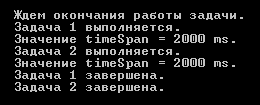 Ждем окончания работы задачи.
Задача 1 выполняется.
Значение timeSpan = 2000 ms.
Задача 2 выполняется.
Значение timeSpan = 2000 ms.
Задача 1 завершена.
Задача 2 завершена.